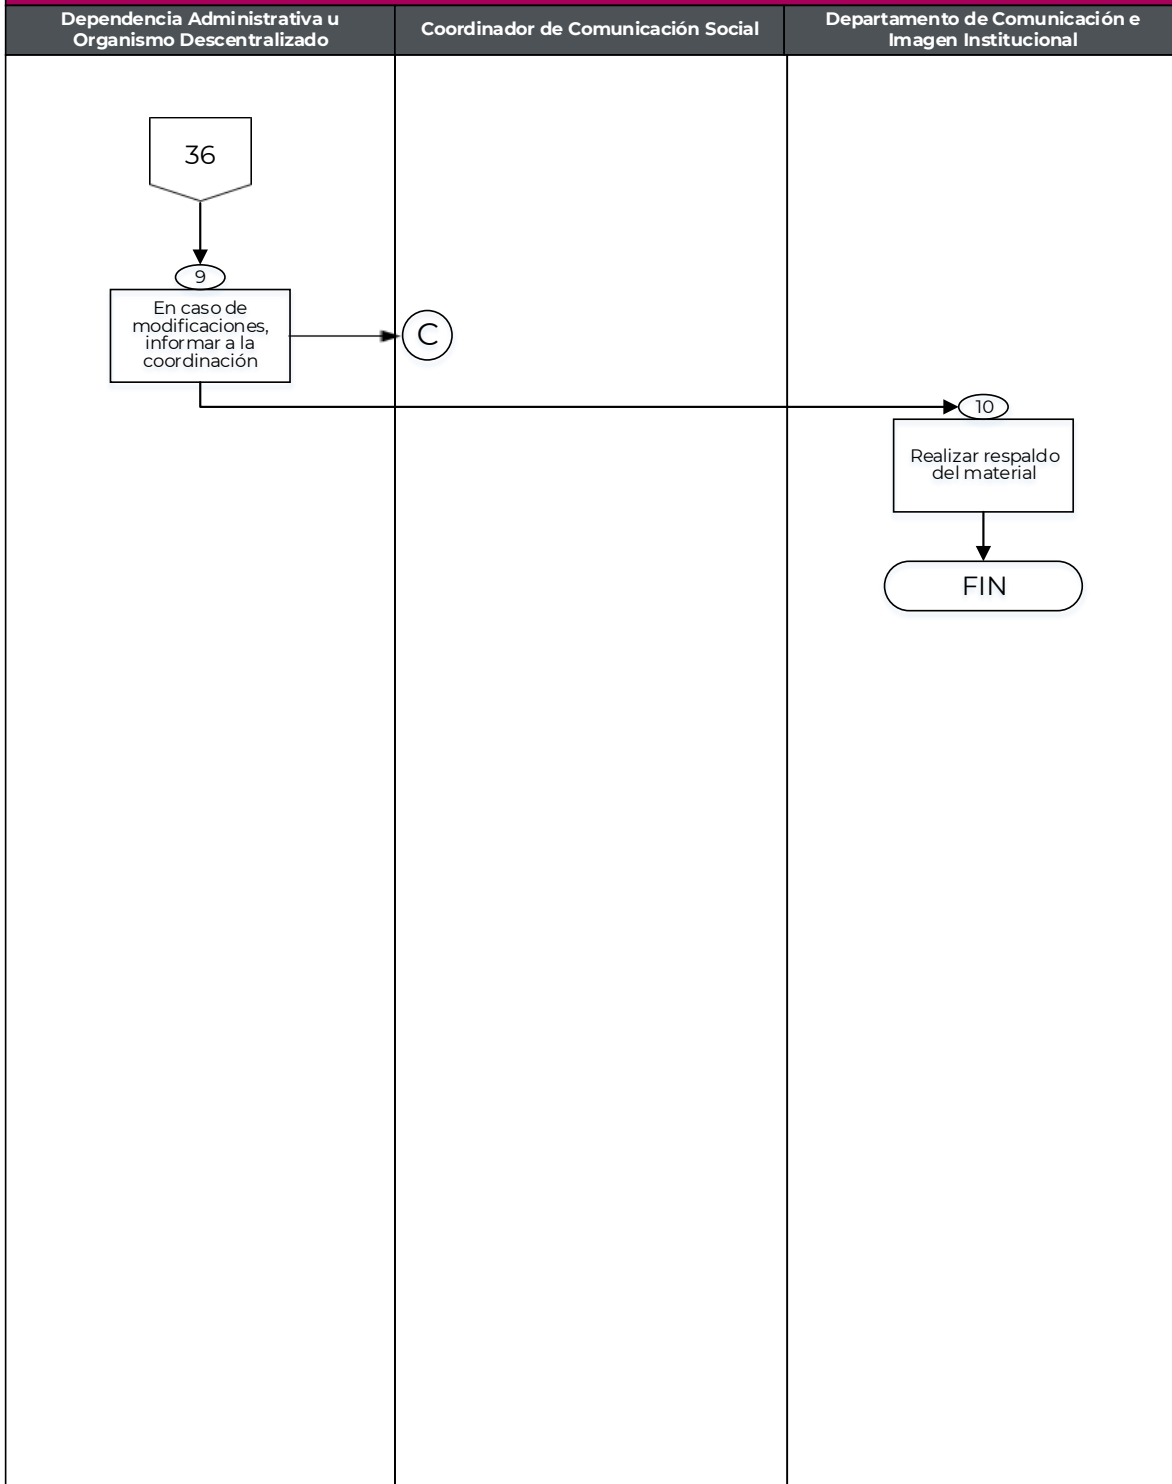 Dependencia Administrativa u
Organismo Descentralizado
Coordinador de Comunicación Social
Departamento de Comunicación e
Imagen Institucional
36
9
En caso de
modificaciones,
informar a la
coordinación
C
10
Realizar respaldo
del material
FIN